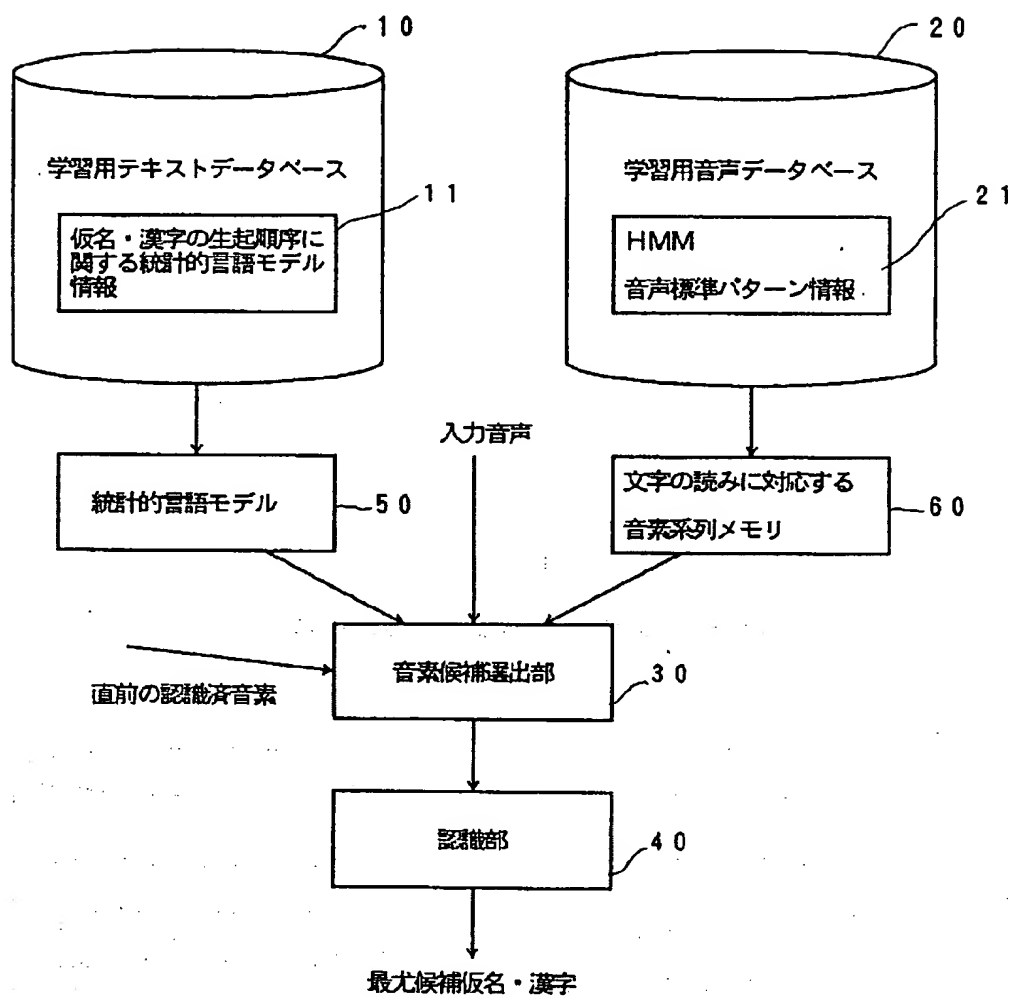 10
20
学習用テキストデータベース
学習用音声データベース
11
21
仮名・漢字の生起順序に
関する統計的言語モデル
情報
HMM
音声標準パターン情報
入力音声
統計的言語モデル
50
文字の読みに対応する
音素系列メモリ
60
音素候補選出部
30
直前の認識済音素
認識部
40
最尤候補仮名・漢字